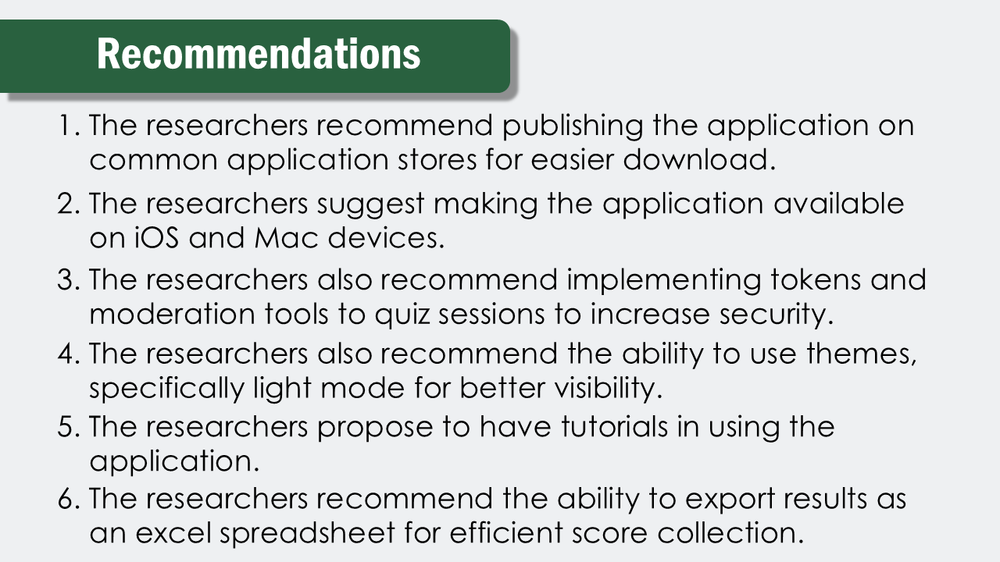 Recommendations
1. The researchers recommend publishing the application on
common application stores for easier download.
2. The researchers suggest making the application available
on iOS and Mac devices.
3. The researchers also recommend implementing tokens and
moderation tools to quiz sessions to increase security.
4. The researchers also recommend the ability to use themes,
specifically light mode for better visibility.
5. The researchers propose to have tutorials in using the
application.
6. The researchers recommend the ability to export results as
an excel spreadsheet for efficient score collection.